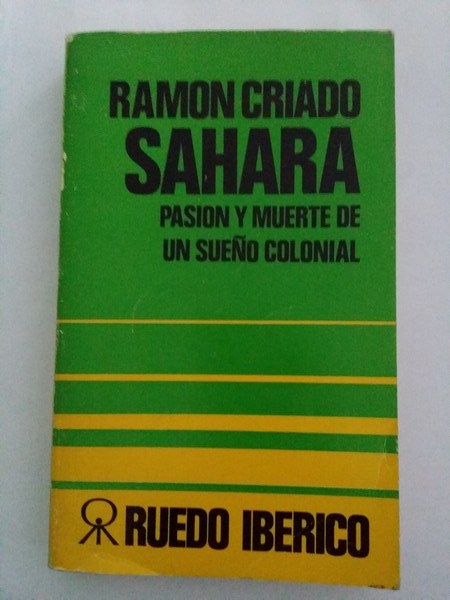 RAMON CRIADO
SAHARA
PASION Y MUERTE DE
UN SUEÑO COLONIAL
RUEDO IBERICO